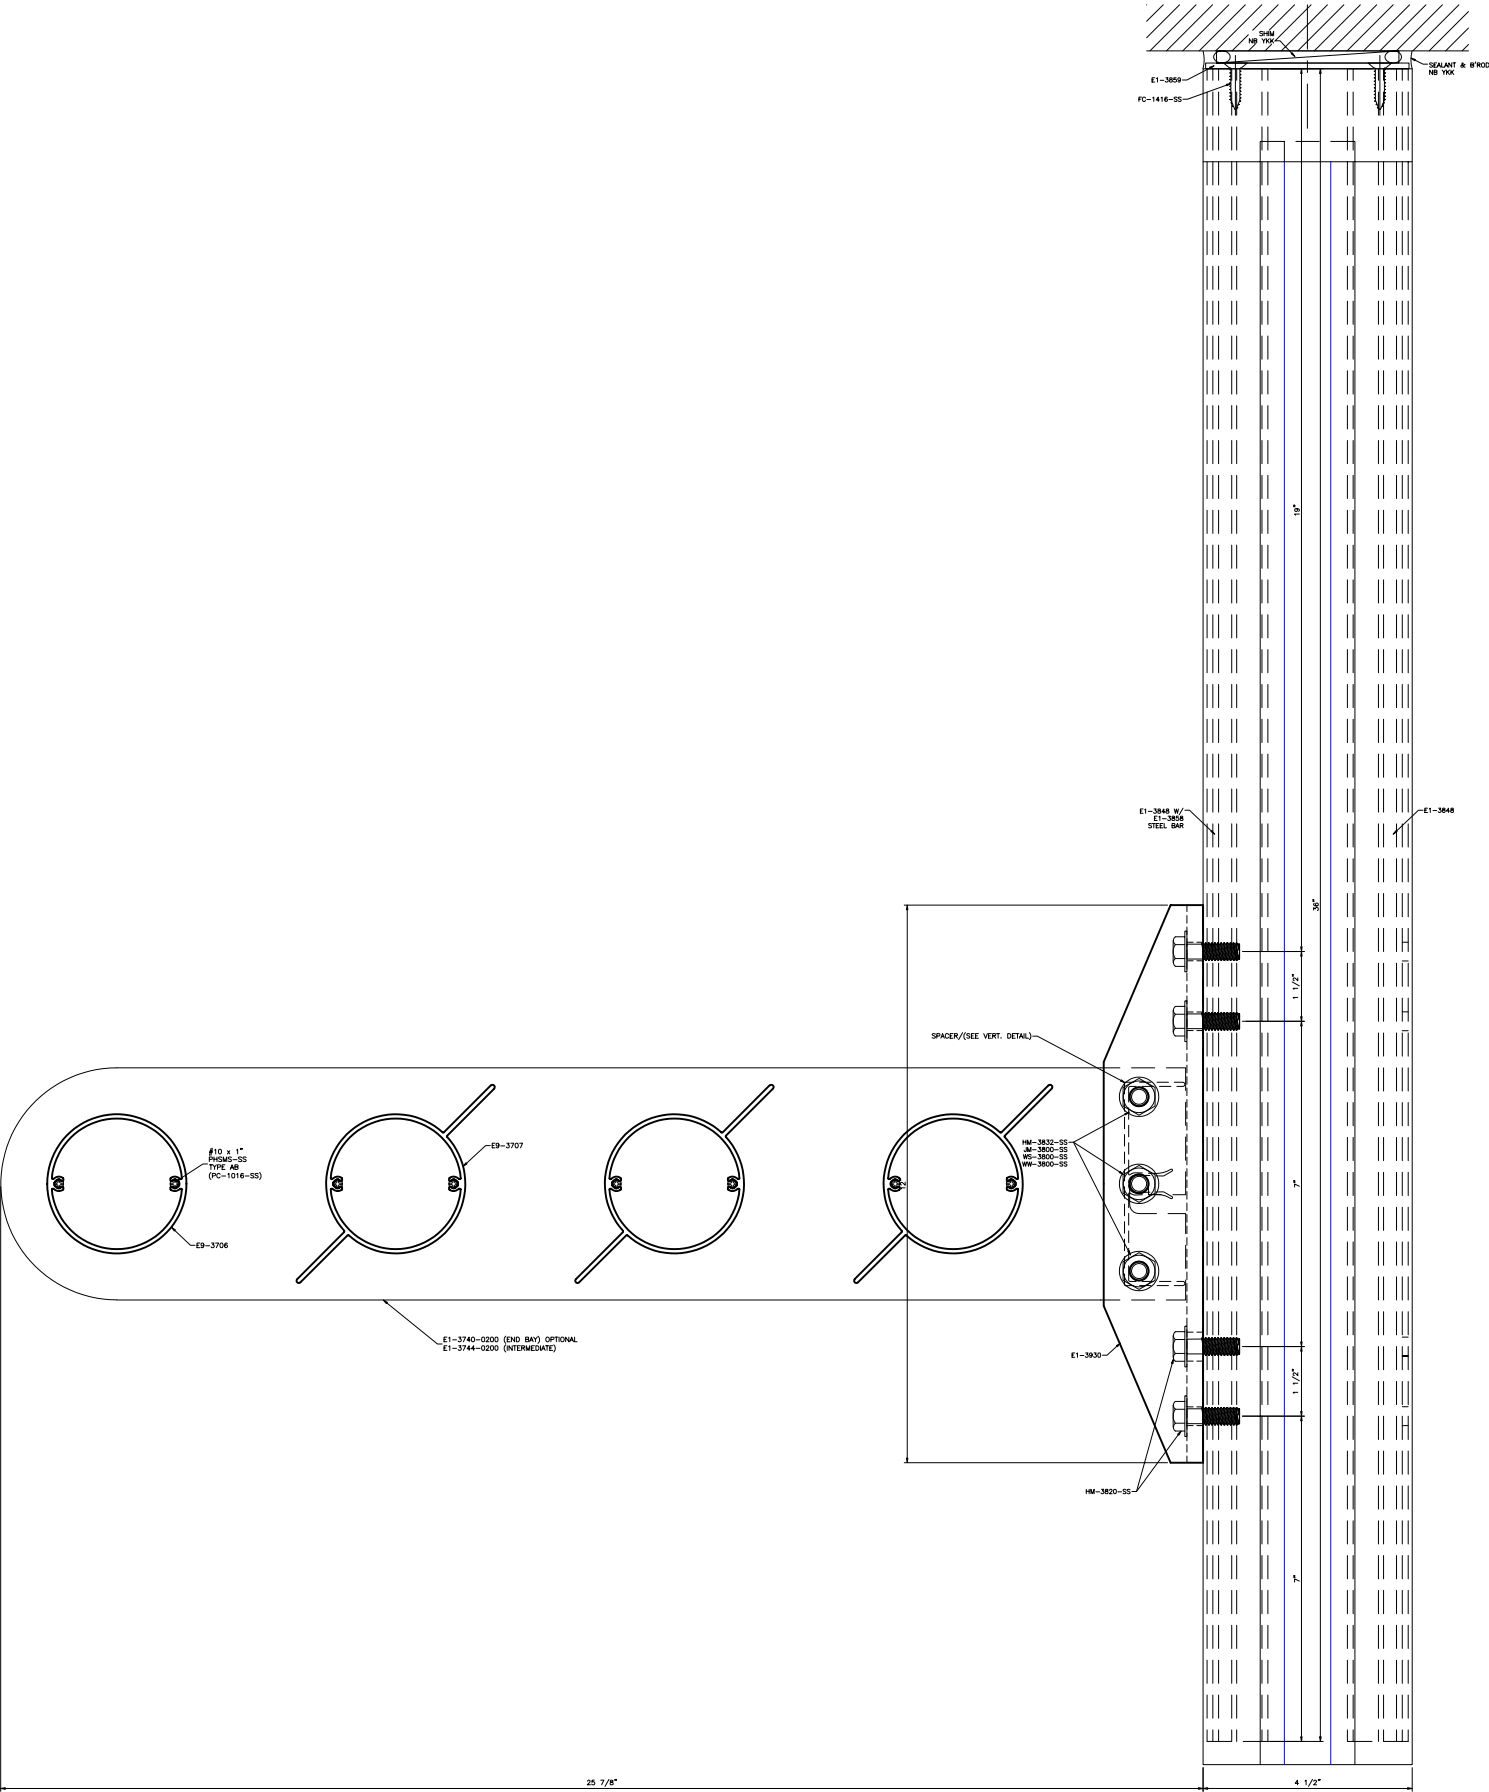 SHIM
NB YKK
SEALANT & B'ROD
NB YKK
E1-3859
FC-1416-SS
19"
E1-3848 W/
E1-3858
STEEL BAR
E1-3848
36"
1 1/2"
SPACER/(SEE VERT. DETAIL)
HM-3832-SS
JM-3800-SS
WS-3800-SS
WW-3800-SS
E9-3707
#10 x 1"
PHSMS-SS
TYPE AB
(PC-1016-SS)
7"
E9-3706
E1-3740-0200 (END BAY) OPTIONAL
E1-3744-0200 (INTERMEDIATE)
E1-3930
1 1/2"
HM-3820-SS
7"
25 7/8"
4 1/2"